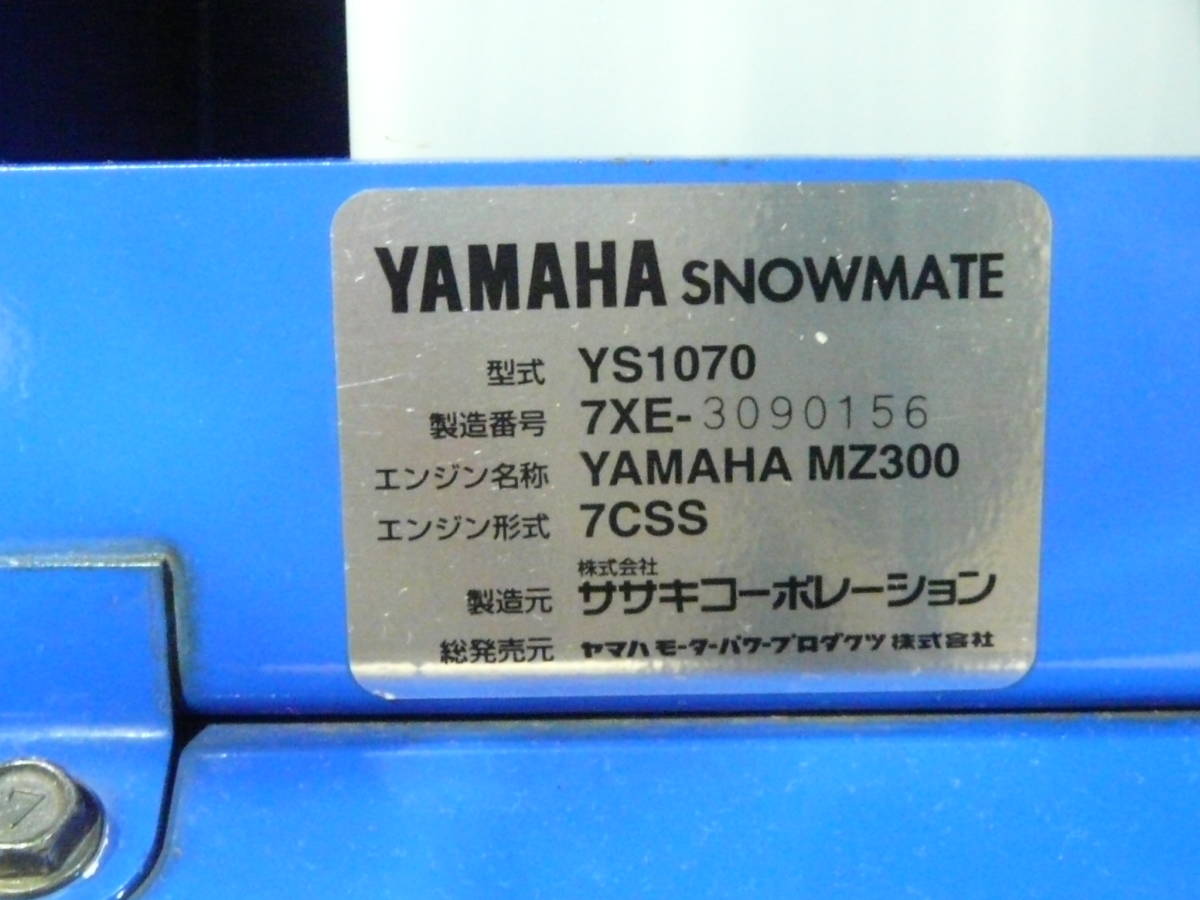 YAMAHA SNOWMATE
型式 YS1070
製造番号 7XE-3090156
エンジン名称 YAMAHA MZ300
エンジン形式 7CSS
株式会社
製造元 ササキコーポレーション
総発売元 ヤマハモーターパワープロダクツ株式会社
7